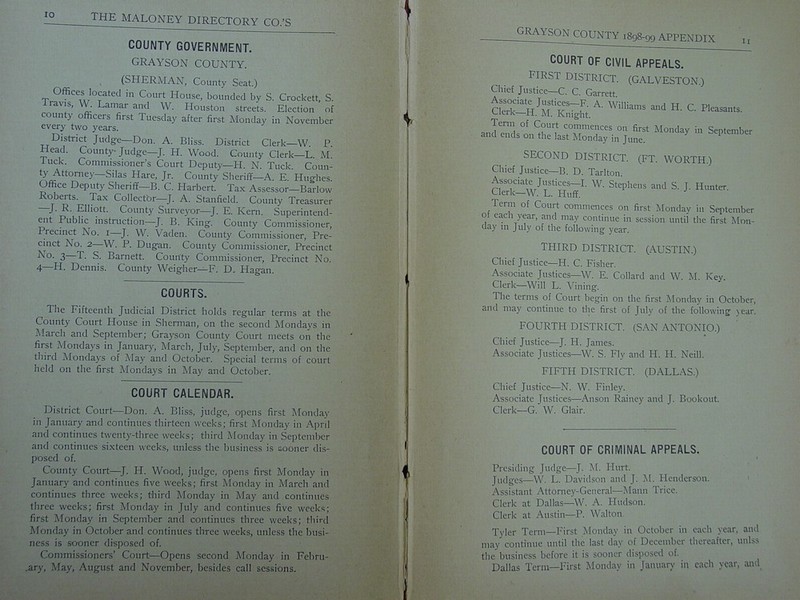 10 THE MALONEY DIRECTORY CO.'S
COUNTY GOVERNMENT.
GRAYSON COUNTY.
(SHERMAN, County Seat.)
Offices located in Court House, bounded by S. Crockett, S.
Travis, W. Lamar and W. Houston streets. Election of
county officers first Tuesday after first Monday in November
every two years.
District Judge—Don. A. Bliss. District Clerk—W. P.
Head. County Judge—J. H. Wood. County Clerk—L. M.
Tuck. Commissioner's Court Deputy—H. N. Tuck. Coun-
ty Attorney—Silas Hare, Jr. County Sheriff—A. E. Hughes.
Office Deputy Sheriff—B. C. Harbert. Tax Assessor—Barlow
Roberts. Tax Collector—J. A. Stanfield. County Treasurer
—J. R. Elliott. County Surveyor—J. E. Kern. Superintend-
ent Public instruction—J. B. King. County Commissioner,
Precinct No. 1—J. W. Vaden. County Commissioner, Pre-
cinct No. 2—W. P. Dugan. County Commissioner, Precinct
No. 3—T. S. Barnett. County Commissioner, Precinct No.
4—H. Dennis. County Weigher—F. D. Hagan.
COURTS.
The Fifteenth Judicial District holds regular terms at the
County Court House in Sherman, on the second Mondays in
March and September; Grayson County Court meets on the
first Mondays in January, March, July, September, and on the
third Mondays of May and October. Special terms of court
held on the first Mondays in May and October.
COURT CALENDAR.
District Court—Don. A. Bliss, judge, opens first Monday
in January and continues thirteen weeks; first Monday in April
and continues twenty-three weeks; third Monday in September
and continues sixteen weeks, unless the business is sooner dis-
posed of.
County Court—J. H. Wood, judge, opens first Monday in
January and continues five weeks; first Monday in March and
continues three weeks; third Monday in May and continues
three weeks; first Monday in July and continues five weeks;
first Monday in September and continues three weeks; third
Monday in October and continues three weeks, unless the busi-
ness is sooner disposed of.
Commissioners' Court—Opens second Monday in Febru-
ary, May, August and November, besides call sessions.
GRAYSON COUNTY 1898-99 APPENDIX 11
COURT OF CIVIL APPEALS.
FIRST DISTRICT. (GALVESTON.)
Chief Justice—C. C. Garrett.
Associate Justices—F. A. Williams and H. C. Pleasants.
Clerk—H. M. Knight.
Term of Court commences on first Monday in September
and ends on the last Monday in June.
SECOND DISTRICT. (FT. WORTH.)
Chief Justice—B. D. Tarlton.
Associate Justices—I. W. Stephens and S. J. Hunter.
Clerk—W. L. Huff.
Term of Court commences on first Monday in September
of each year, and may continue in session until the first Mon-
day in July of the following year.
THIRD DISTRICT. (AUSTIN.)
Chief Justice—H. C. Fisher.
Associate Justices—W. E. Collard and W. M. Key.
Clerk—Will L. Vining.
The terms of Court begin on the first Monday in October,
and may continue to the first of July of the following year.
FOURTH DISTRICT. (SAN ANTONIO.)
Chief Justice—J. H. James.
Associate Justices—W. S. Fly and H. H. Neill.
FIFTH DISTRICT. (DALLAS.)
Chief Justice—N. W. Finley.
Associate Justices—Anson Rainey and J. Bookout.
Clerk—G. W. Glair.
COURT OF CRIMINAL APPEALS.
Presiding Judge—J. M. Hurt.
Judges—W. L. Davidson and J. M. Henderson.
Assistant Attorney-General—Mann Trice.
Clerk at Dallas—W. A. Hudson.
Clerk at Austin—P. Walton
Tyler Term—First Monday in October in each year, and
may continue until the last day of December thereafter, unlss
the business before it is sooner disposed of.
Dallas Term—First Monday in January in each year, and